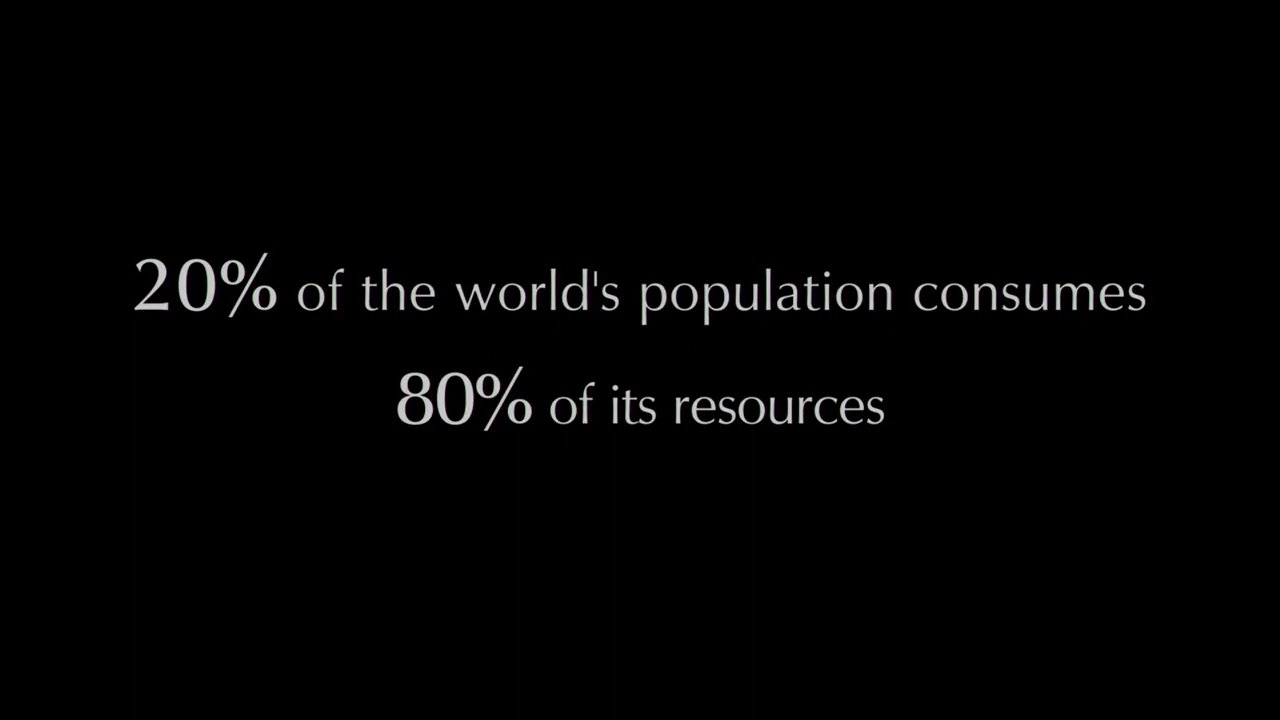 20% of the world's population consumes
80% of its resources